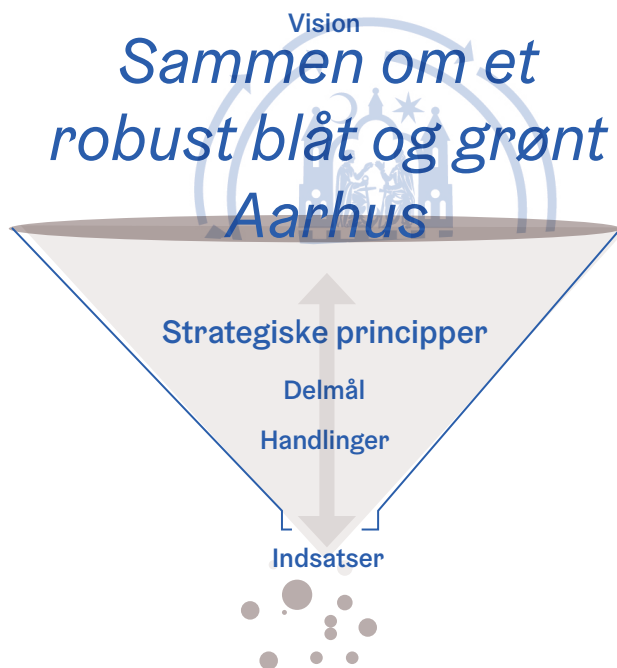 Vision
Sammen om et
robust blåt og grønt
Aarhus
Strategiske principper
Delmål
Handlinger
Indsatser